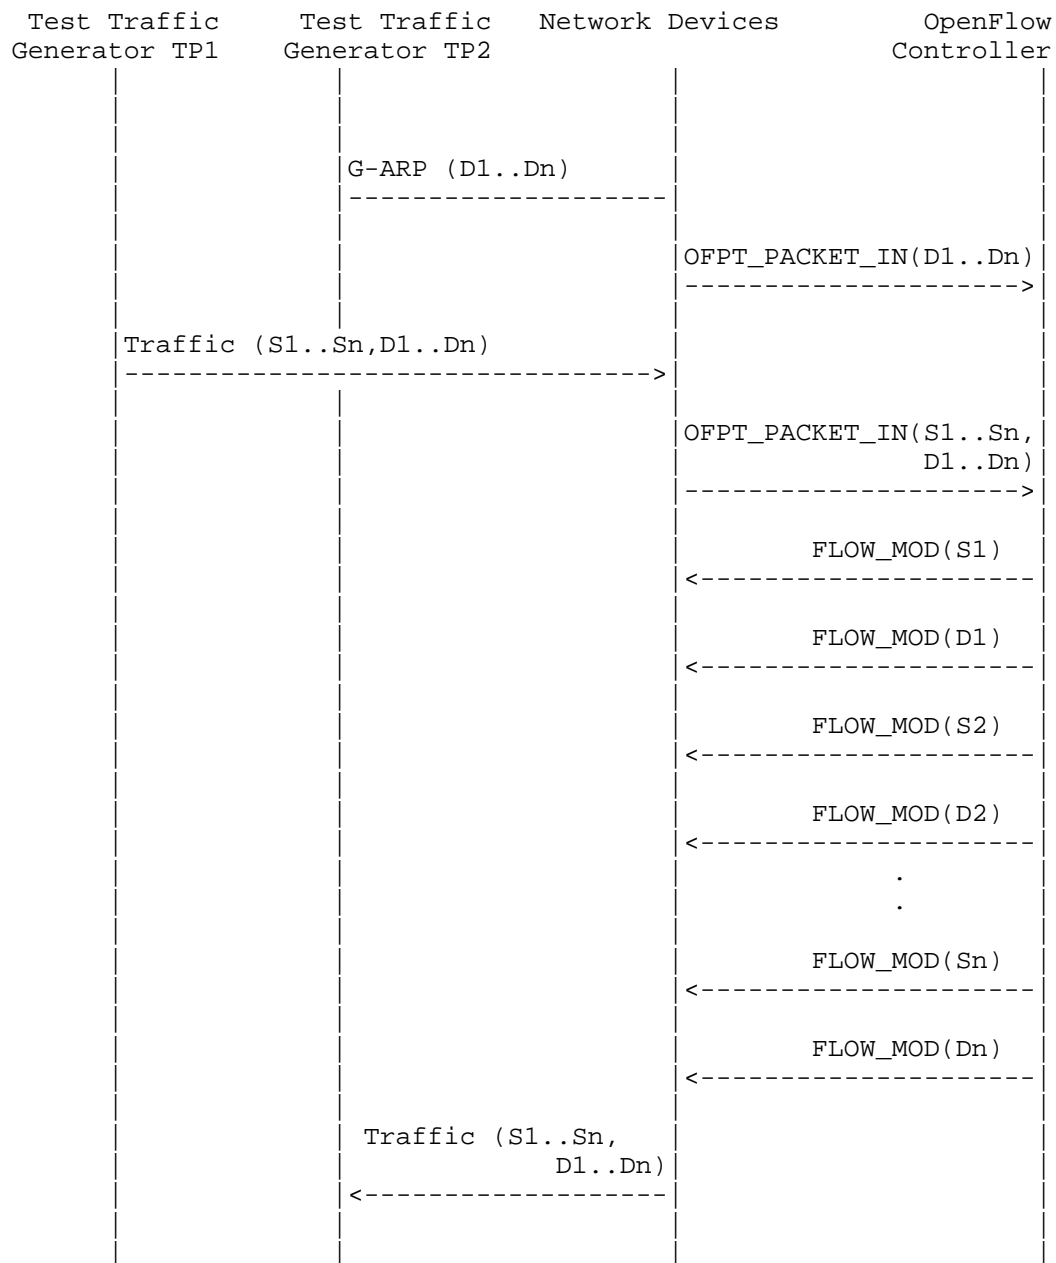 Test Traffic Test Traffic Network Devices OpenFlow
Generator TP1 Generator TP2 Controller
G-ARP (D1..Dn)
OFPT_PACKET_IN(D1..Dn)
Traffic (S1..Sn,D1..Dn)
OFPT_PACKET_IN(S1..Sn,
D1..Dn)
FLOW_MOD(S1)
FLOW_MOD(D1)
FLOW_MOD(S2)
FLOW_MOD(D2)
.
.
FLOW_MOD(Sn)
FLOW_MOD(Dn)
Traffic (S1..Sn,
D1..Dn)